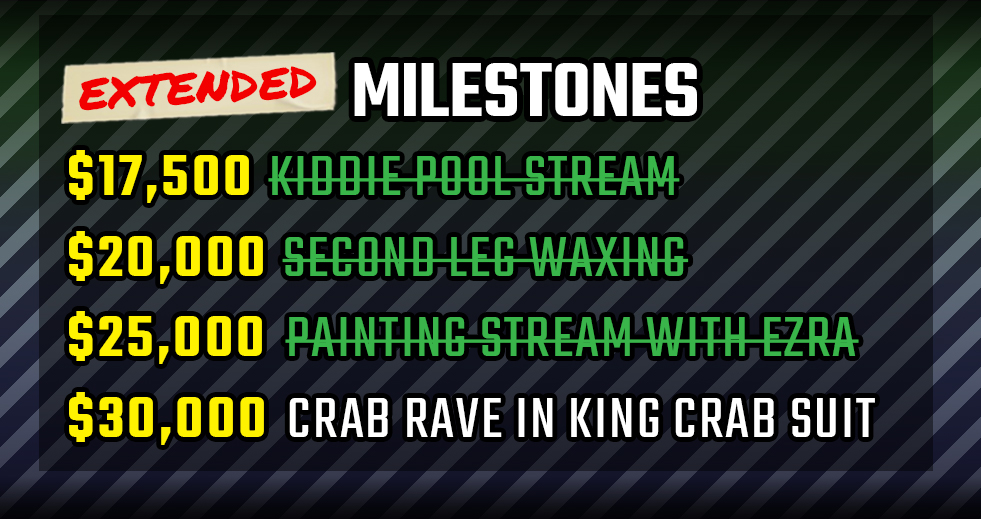 EXTENDED MILESTONES
$17,500 KIDDIE POOL STREAM
$20,000 SECOND LEG WAXING
$25,000 PAINTING STREAM WITH EZRA
$30,000 CRAB RAVE IN KING CRAB SUIT